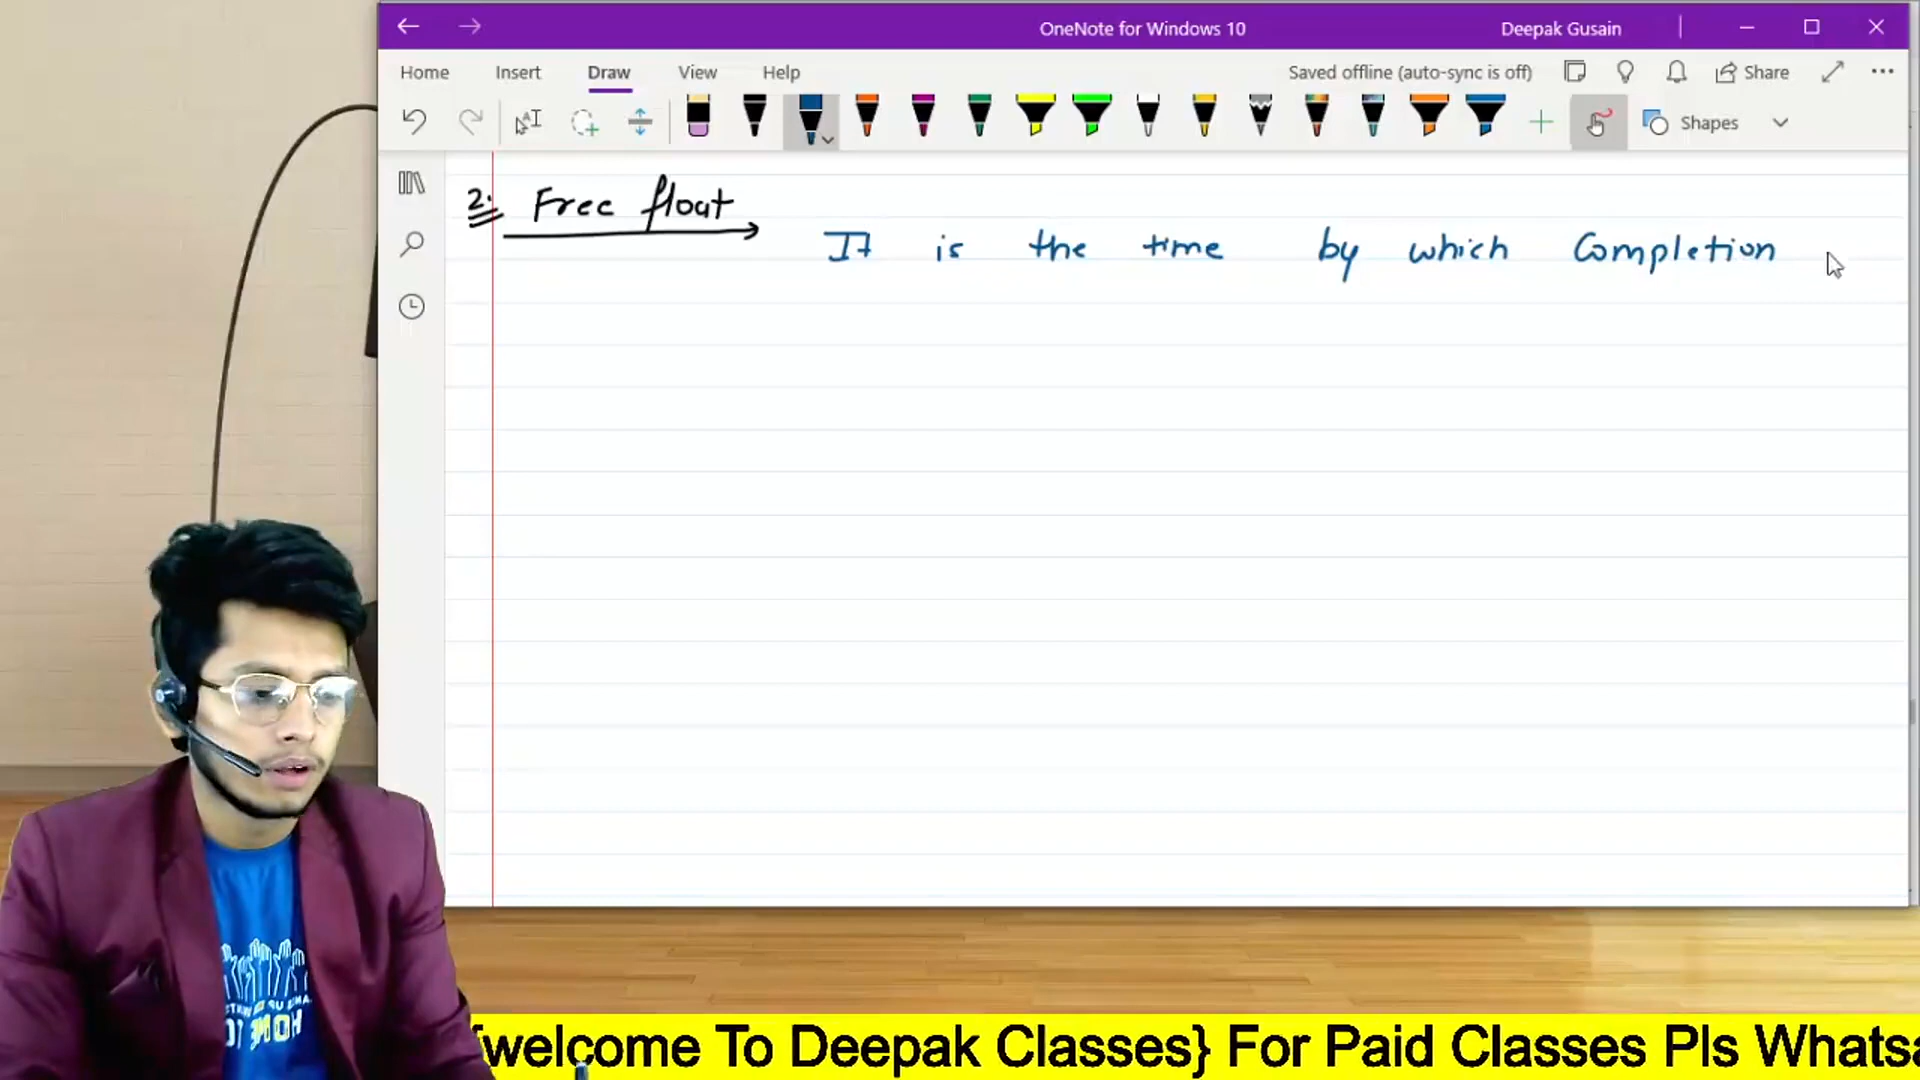 OneNote for Windows 10
Deepak Gusain
Home Insert Draw View Help
Saved offline (auto-sync is off)
Share
Shapes
2. Free float
It is the time by which Completion
{welcome To Deepak Classes} For Paid Classes Pls Whatsa